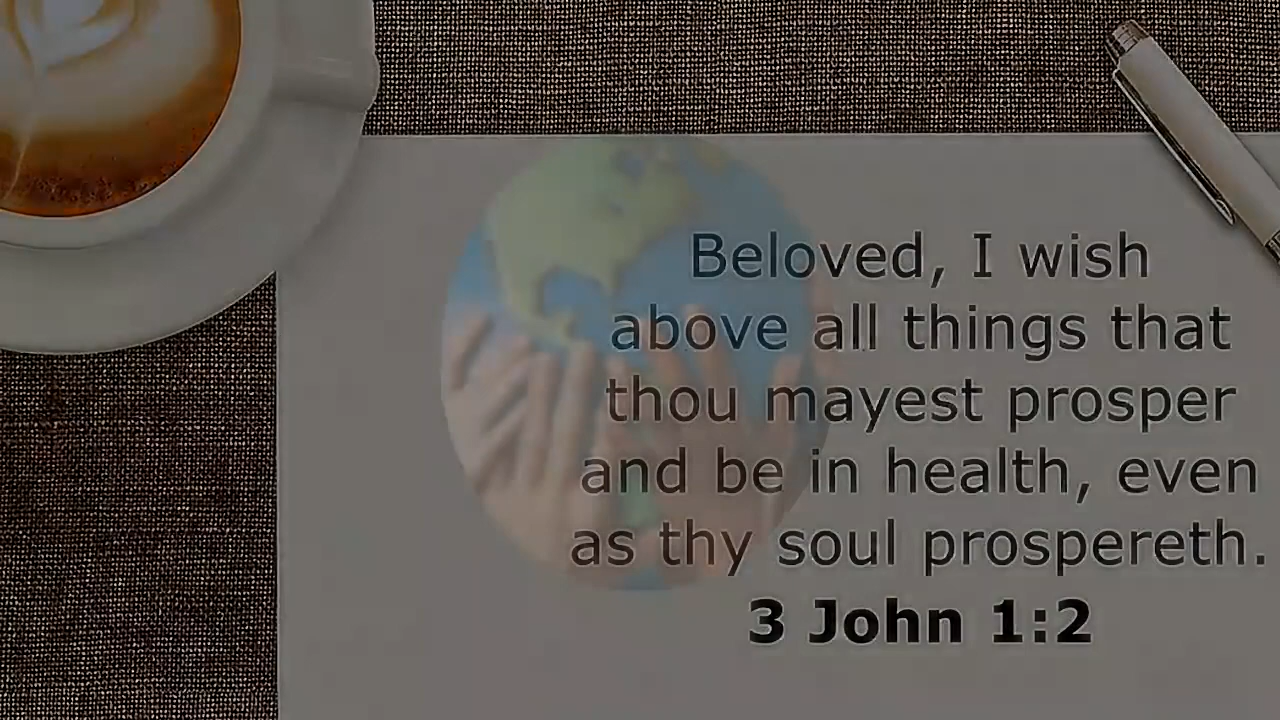 Beloved, I wish
above all things that
thou mayest prosper
and be in health, even
as thy soul prospereth.
3 John 1:2